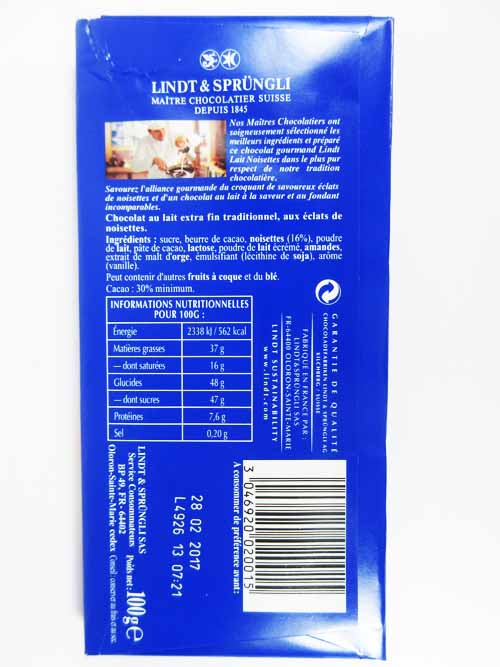 LINDT & SPRÜNGLI
MAÎTRE CHOCOLATIER SUISSE
DEPUIS 1845
Nos Maîtres Chocolatiers ont
soigneusement sélectionné les
meilleurs ingrédients et préparé
ce chocolat gourmand Lindt
Lait Noisettes dans le plus pur
respect de notre tradition
chocolatière.
Savourez l'alliance gourmande du croquant de savoureux éclats
de noisettes et d'un chocolat au lait à la saveur et au fondant
incomparables.
Chocolat au lait extra fin traditionnel, aux éclats de
noisettes.
Ingrédients : sucre, beurre de cacao, noisettes (16%), poudre
de lait, pâte de cacao, lactose, poudre de lait écrémé, amandes,
extrait de malt d'orge, émulsifiant (lécithine de soja), arôme
(vanille).
Peut contenir d'autres fruits à coque et du blé.
Cacao : 30% minimum.
INFORMATIONS NUTRITIONNELLES
POUR 100G :
Énergie 2338 kJ / 562 kcal
Matières grasses 37 g
— dont saturées 16 g
Glucides 48 g
— dont sucres 47 g
Protéines 7,6 g
Sel 0,20 g
GARANTIE DE QUALITÉ
CHOCOLADEFABRIKEN LINDT & SPRÜNGLI AG
KILCHBERG / SUISSE
FABRIQUÉ EN FRANCE PAR :
LINDT&SPRÜNGLI SAS
FR-64400 OLORON-SAINTE-MARIE
LINDT SUSTAINABILITY
www.lindt.com
3 046920 020015
A consommer de préférence avant :
28 02 2017
L4926 13 07:21
LINDT & SPRÜNGLI SAS
Service Consommateurs
BP 49, FR - 64402
Oloron-Sainte-Marie cedex
Poids net : 100g e
Conseil : conserver au frais et au sec.